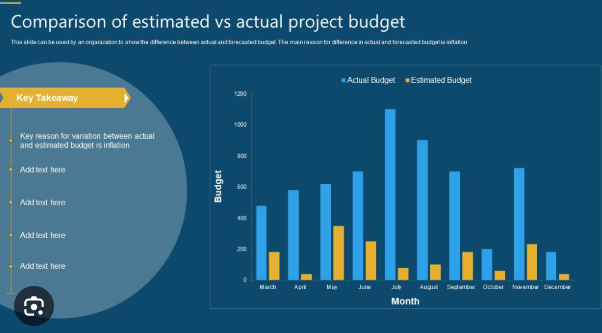 Comparison of estimated vs actual project budget
This slide can be used by an organization to show the difference between actual and forecasted budget. The main reason for difference in actual and forecasted budget is inflation
Key Takeaway
Key reason for variation between actual
and estimated budget is inflation
Add text here
Add text here
Add text here
Add text here
Actual Budget Estimated Budget
1200
1000
800
600
400
200
0
Budget
March April May June July August September October November December
Month